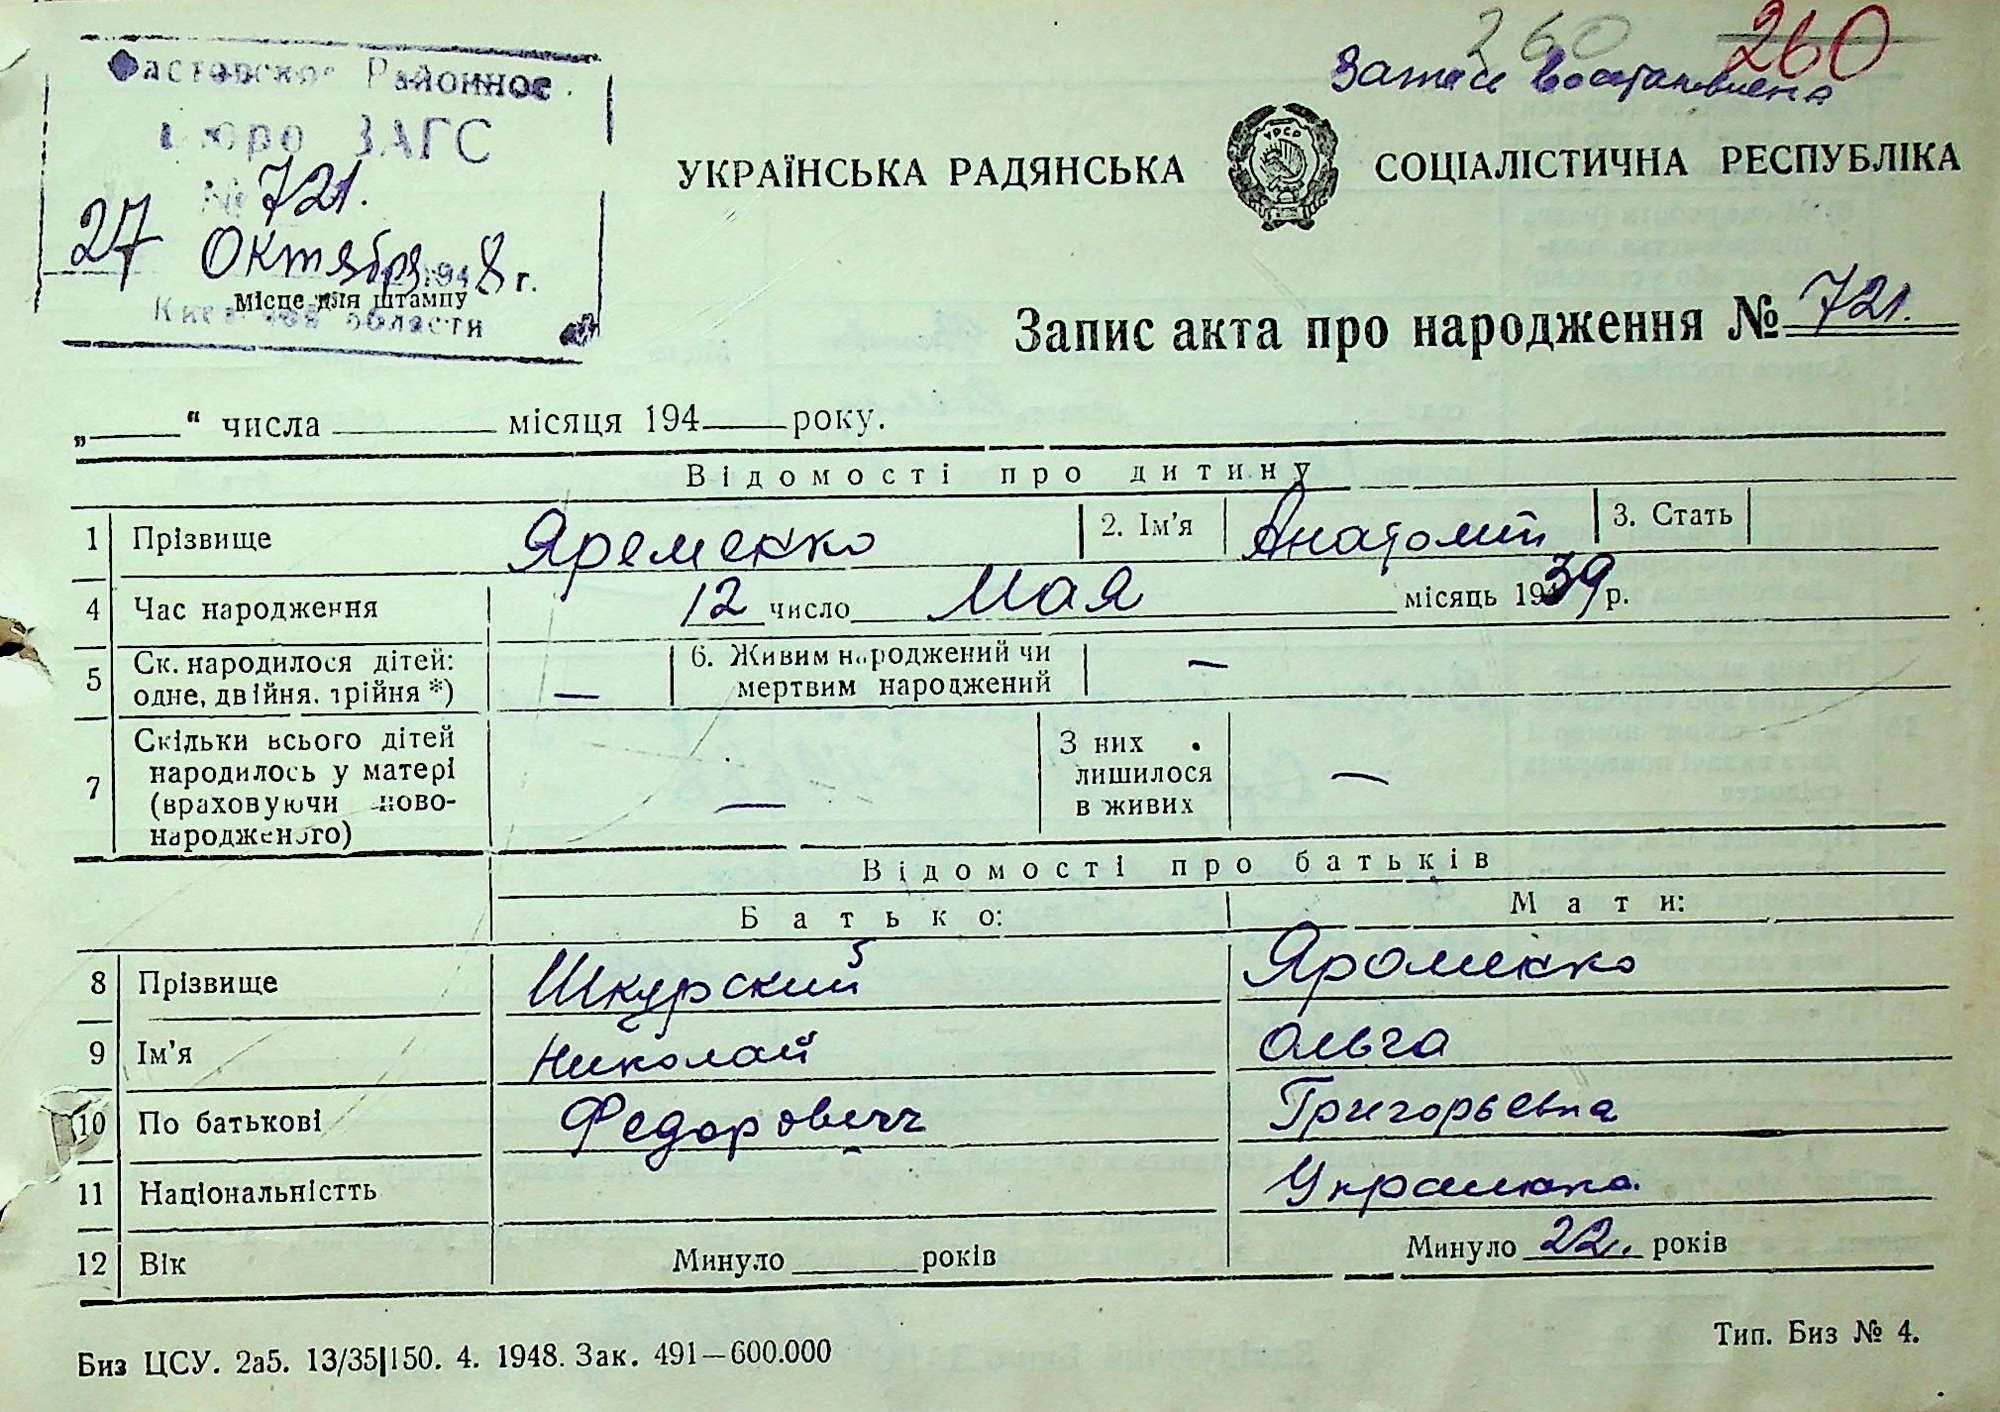 260 260
Запись восстановлена
Фастовское Районное
Бюро ЗАГС
№ 721.
27 Октября 1948 г.
Місце для штампу
Киевской области
УКРАЇНСЬКА РАДЯНСЬКА СОЦІАЛІСТИЧНА РЕСПУБЛІКА
УРСР
Запис акта про народження № 721.
„ “ числа місяця 194 року.
Відомості про дитину
1 Прізвище Яременко 2. Ім'я Анатолий 3. Стать
4 Час народження 12 число Мая місяць 1939 р.
5 Ск. народилося дітей: одне, двійня, трійня *) — 6. Живим народжений чи мертвим народжений —
7 Скільки всього дітей народилось у матері (враховуючи ново-народженого) — З них лишилося в живих —
Відомості про батьків
Батько: Мати:
8 Прізвище Шкурский Яроменко
9 Ім'я Николай Ольга
10 По батькові Федорович Григорьевна
11 Національністть Украинка.
12 Вік Минуло років Минуло 22 років
Биз ЦСУ. 2а5. 13/35|150. 4. 1948. Зак. 491—600.000
Тип. Биз № 4.